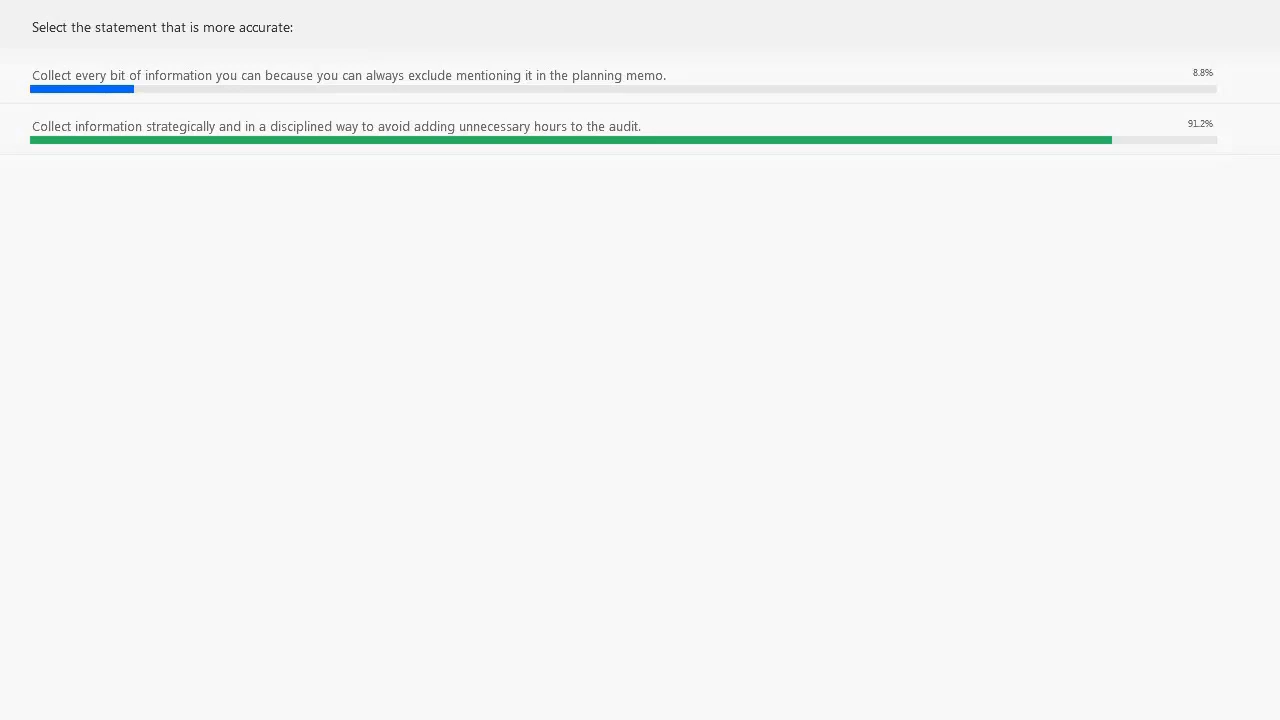 Select the statement that is more accurate:
Collect every bit of information you can because you can always exclude mentioning it in the planning memo.
8.8%
Collect information strategically and in a disciplined way to avoid adding unnecessary hours to the audit.
91.2%